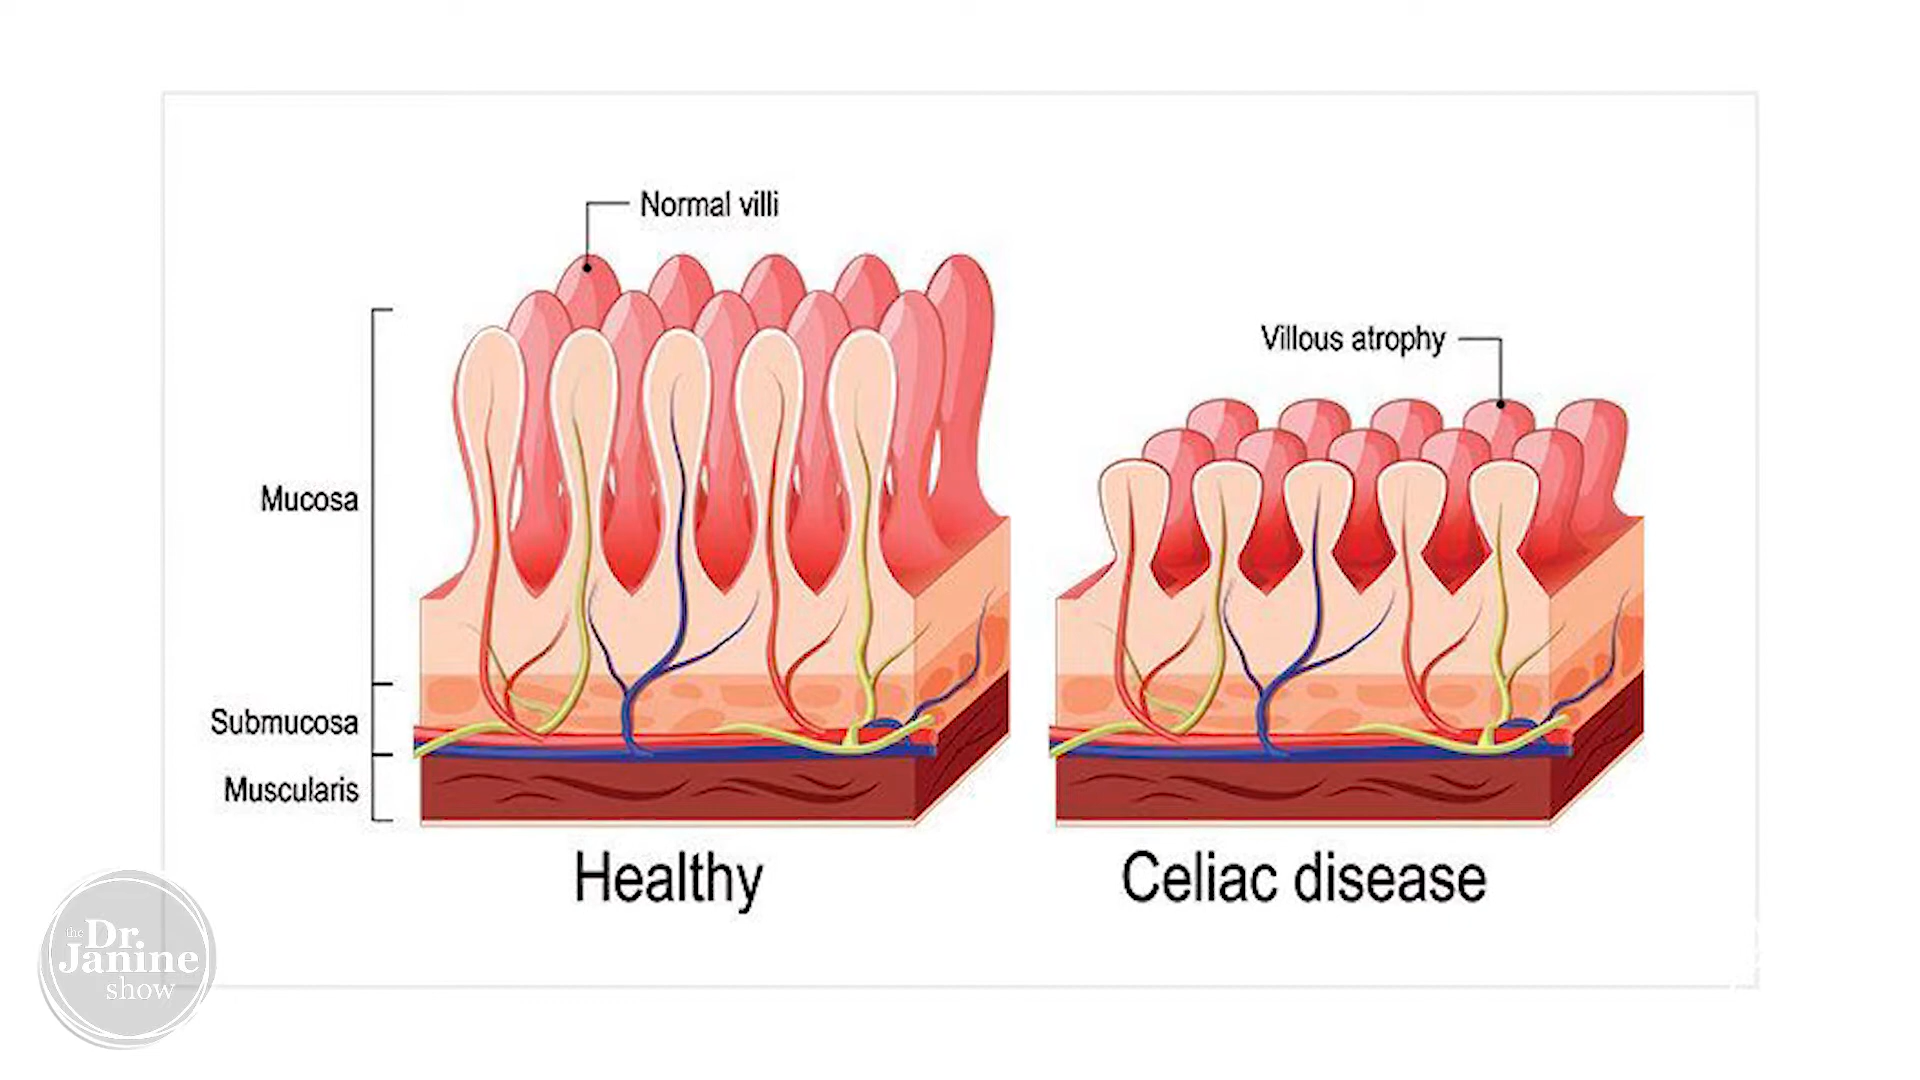 Normal villi
Villous atrophy
Mucosa
Submucosa
Muscularis
Healthy
Celiac disease
the Dr.
Janine
show